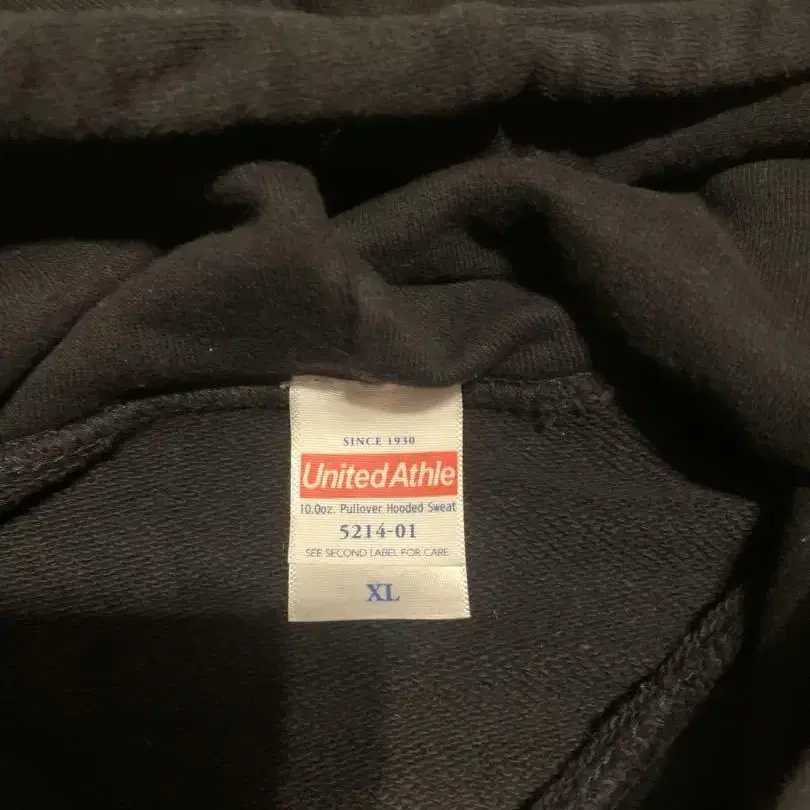 SINCE 1930
United Athle
10.0oz. Pullover Hooded Sweat
5214-01
SEE SECOND LABEL FOR CARE
XL